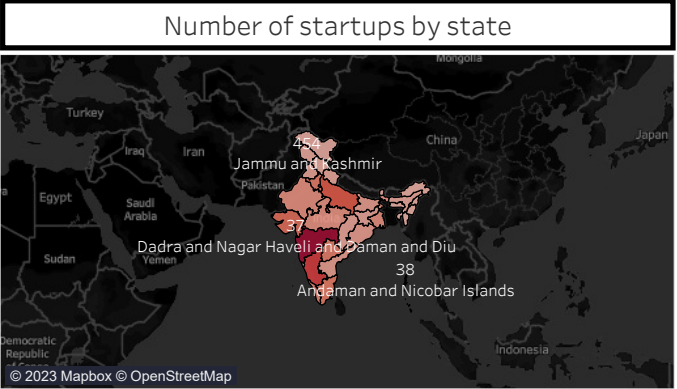 Number of startups by state
Mongolia
Turkey
China
Japan
Iraq
Iran
454
Jammu and Kashmir
Pakistan
Egypt
Saudi
Arabia
37
India
Dadra and Nagar Haveli and Daman and Diu
Sudan
Yemen
38
Andaman and Nicobar Islands
Democratic
Republic
Indonesia
© 2023 Mapbox © OpenStreetMap